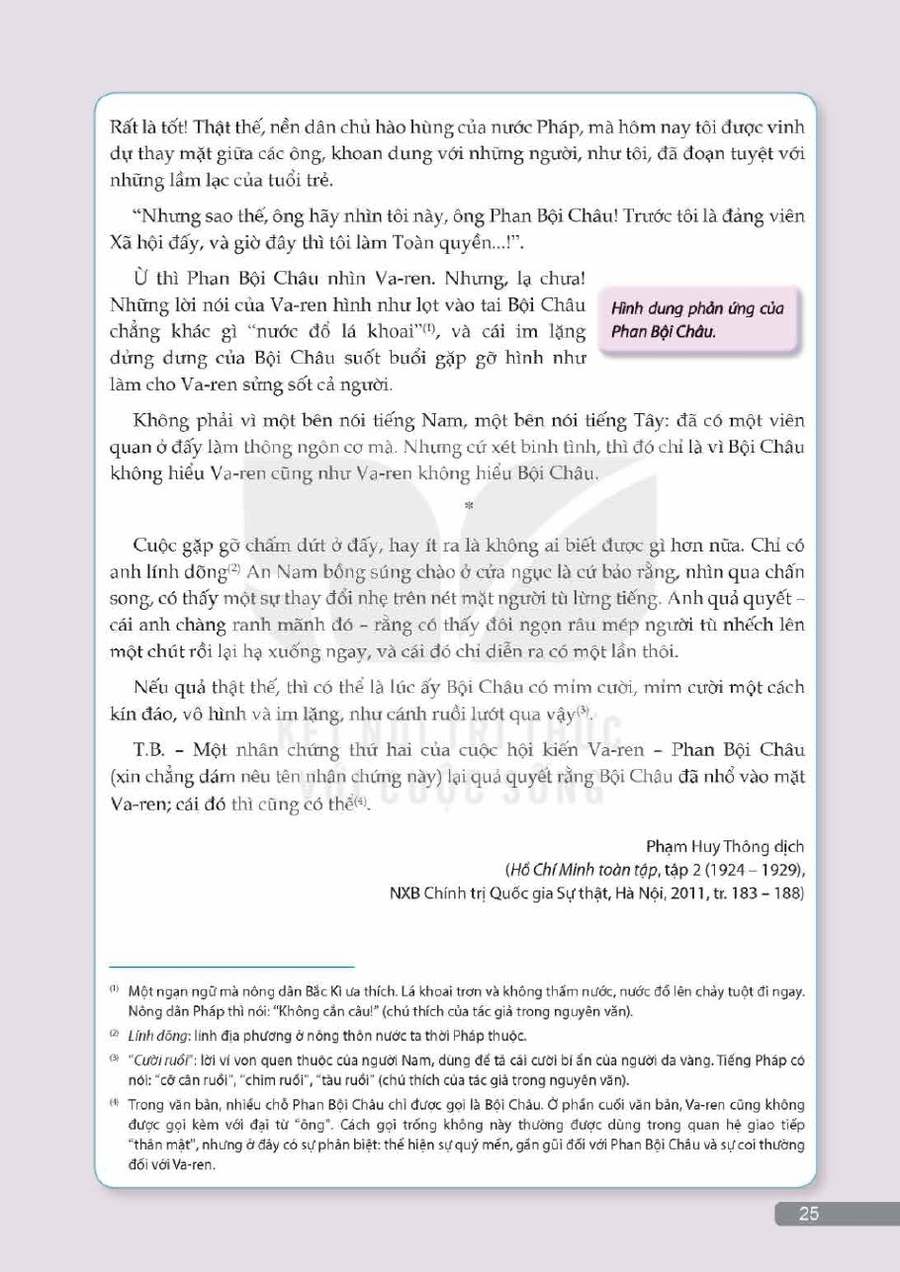 Rất là tốt! Thật thế, nền dân chủ hào hùng của nước Pháp, mà hôm nay tôi được vinh
dự thay mặt giữa các ông, khoan dung với những người, như tôi, đã đoạn tuyệt với
những lầm lạc của tuổi trẻ.
“Nhưng sao thế, ông hãy nhìn tôi này, ông Phan Bội Châu! Trước tôi là đảng viên
Xã hội đấy, và giờ đây thì tôi làm Toàn quyền...!”.
Ừ thì Phan Bội Châu nhìn Va-ren. Nhưng, lạ chưa!
Những lời nói của Va-ren hình như lọt vào tai Bội Châu
chẳng khác gì “nước đổ lá khoai”(1), và cái im lặng
dửng dưng của Bội Châu suốt buổi gặp gỡ hình như
làm cho Va-ren sửng sốt cả người.
Hình dung phản ứng của
Phan Bội Châu.
Không phải vì một bên nói tiếng Nam, một bên nói tiếng Tây: đã có một viên
quan ở đấy làm thông ngôn cơ mà. Nhưng cứ xét bình tình, thì đó chỉ là vì Bội Châu
không hiểu Va-ren cũng như Va-ren không hiểu Bội Châu.
*
Cuộc gặp gỡ chấm dứt ở đấy, hay ít ra là không ai biết được gì hơn nữa. Chỉ có
anh lính dõng(2) An Nam bồng súng chào ở cửa ngục là cứ bảo rằng, nhìn qua chấn
song, có thấy một sự thay đổi nhẹ trên nét mặt người tù lừng tiếng. Anh quả quyết –
cái anh chàng ranh mãnh đó – rằng có thấy đôi ngọn râu mép người tù nhếch lên
một chút rồi lại hạ xuống ngay, và cái đó chỉ diễn ra có một lần thôi.
Nếu quả thật thế, thì có thể là lúc ấy Bội Châu có mỉm cười, mỉm cười một cách
kín đáo, vô hình và im lặng, như cánh ruồi lướt qua vậy(3).
T.B. – Một nhân chứng thứ hai của cuộc hội kiến Va-ren – Phan Bội Châu
(xin chẳng dám nêu tên nhân chứng này) lại quả quyết rằng Bội Châu đã nhổ vào mặt
Va-ren; cái đó thì cũng có thể(4).
KẾT NỐI TRI THỨC
VỚI CUỘC SỐNG
Phạm Huy Thông dịch
(Hồ Chí Minh toàn tập, tập 2 (1924 – 1929),
NXB Chính trị Quốc gia Sự thật, Hà Nội, 2011, tr. 183 – 188)
(1) Một ngạn ngữ mà nông dân Bắc Kì ưa thích. Lá khoai trơn và không thấm nước, nước đổ lên chảy tuột đi ngay.
Nông dân Pháp thì nói: “Không cắn câu!” (chú thích của tác giả trong nguyên văn).
(2) Lính dõng: lính địa phương ở nông thôn nước ta thời Pháp thuộc.
(3) “Cười ruồi”: lời ví von quen thuộc của người Nam, dùng để tả cái cười bí ẩn của người da vàng. Tiếng Pháp có
nói: “cỡ cân ruồi”, “chim ruồi”, “tàu ruồi” (chú thích của tác giả trong nguyên văn).
(4) Trong văn bản, nhiều chỗ Phan Bội Châu chỉ được gọi là Bội Châu. Ở phần cuối văn bản, Va-ren cũng không
được gọi kèm với đại từ “ông”. Cách gọi trống không này thường được dùng trong quan hệ giao tiếp
“thân mật”, nhưng ở đây có sự phân biệt: thể hiện sự quý mến, gần gũi đối với Phan Bội Châu và sự coi thường
đối với Va-ren.
25